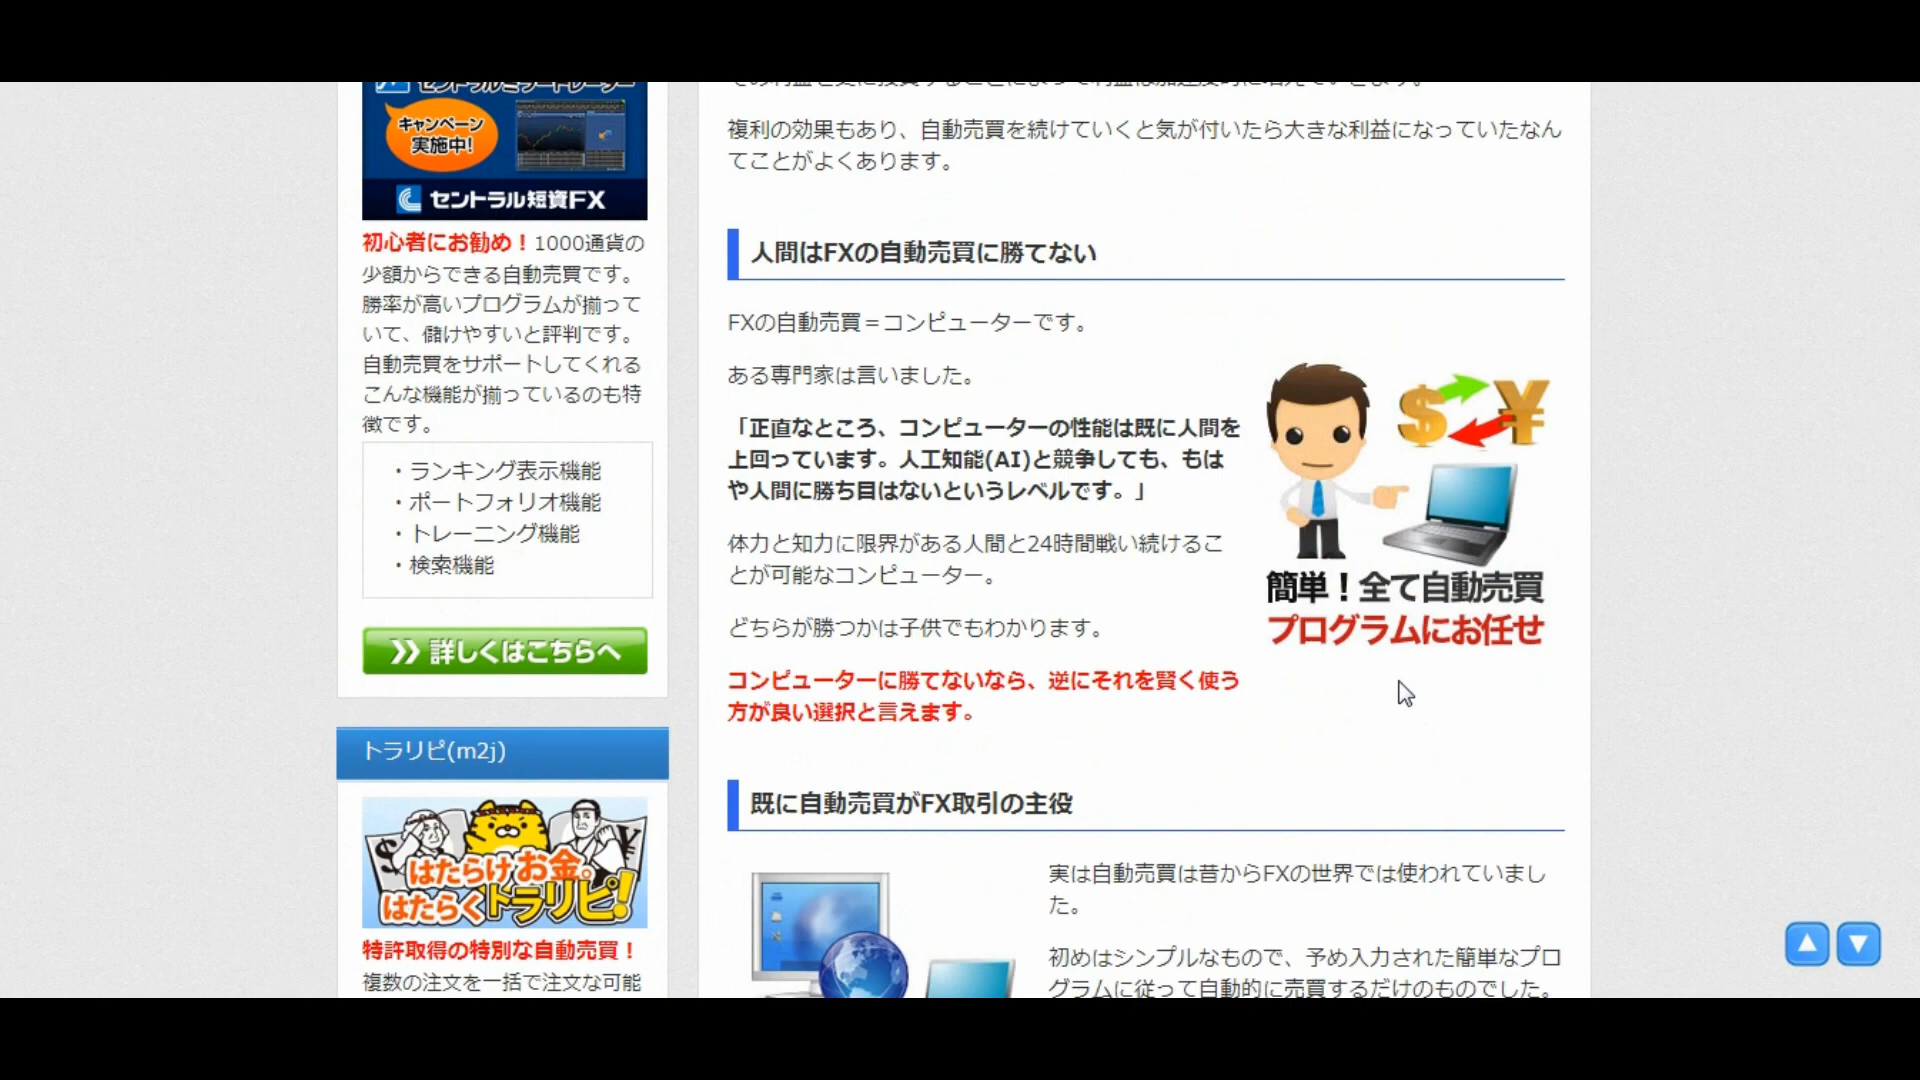 セントラルミラートレーダー
キャンペーン
実施中!
セントラル短資FX
初心者にお勧め！1000通貨の
少額からできる自動売買です。
勝率が高いプログラムが揃って
いて、儲けやすいと評判です。
自動売買をサポートしてくれる
こんな機能が揃っているのも特
徴です。
・ランキング表示機能
・ポートフォリオ機能
・トレーニング機能
・検索機能
詳しくはこちらへ
トラリピ(m2j)
はたらけお金。
はたらくトラリピ!
特許取得の特別な自動売買！
複数の注文を一括で注文な可能
複利の効果もあり、自動売買を続けていくと気が付いたら大きな利益になっていたなん
てことがよくあります。
人間はFXの自動売買に勝てない
FXの自動売買＝コンピューターです。
ある専門家は言いました。
「正直なところ、コンピューターの性能は既に人間を
上回っています。人工知能(AI)と競争しても、もは
や人間に勝ち目はないというレベルです。」
体力と知力に限界がある人間と24時間戦い続けるこ
とが可能なコンピューター。
どちらが勝つかは子供でもわかります。
コンピューターに勝てないなら、逆にそれを賢く使う
方が良い選択と言えます。
簡単！全て自動売買
プログラムにお任せ
既に自動売買がFX取引の主役
実は自動売買は昔からFXの世界では使われていまし
た。
初めはシンプルなもので、予め入力された簡単なプロ
グラムに従って自動的に売買するだけのものでした。